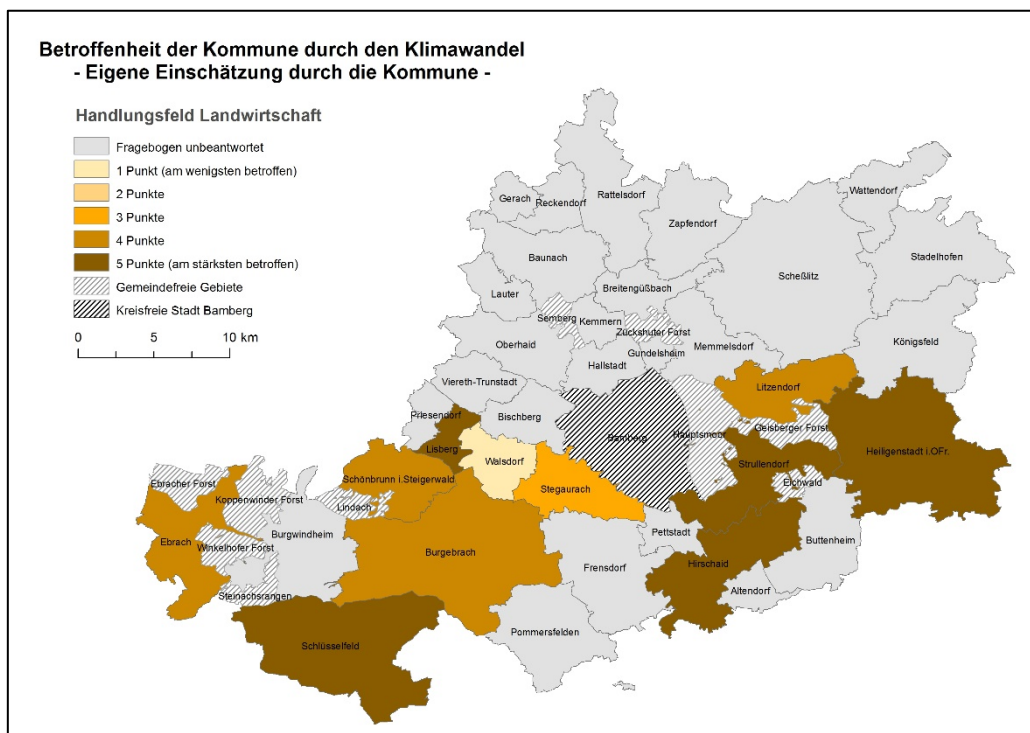 Betroffenheit der Kommune durch den Klimawandel
- Eigene Einschätzung durch die Kommune -
Handlungsfeld Landwirtschaft
Fragebogen unbeantwortet
1 Punkt (am wenigsten betroffen)
2 Punkte
3 Punkte
4 Punkte
5 Punkte (am stärksten betroffen)
Gemeindefreie Gebiete
Kreisfreie Stadt Bamberg
0 5 10 km
Gerach
Reckendorf
Rattelsdorf
Zapfendorf
Wattendorf
Stadelhofen
Scheßlitz
Baunach
Breitengüßbach
Lauter
Semberg
Kemmern
Zückshuter Forst
Oberhaid
Hallstadt
Gundelsheim
Memmelsdorf
Königsfeld
Viereth-Trunstadt
Litzendorf
Priesendorf
Bischberg
Bamberg
Hauptsmoor
Geisberger Forst
Lisberg
Walsdorf
Strullendorf
Heiligenstadt i.OFr.
Schönbrunn i.Steigerwald
Stegaurach
Eichwald
Ebracher Forst
Koppenwinder Forst
Lindach
Burgwindheim
Pettstadt
Buttenheim
Ebrach
Winkelhofer Forst
Burgebrach
Frensdorf
Hirschaid
Steinachsrangen
Altendorf
Pommersfelden
Schlüsselfeld